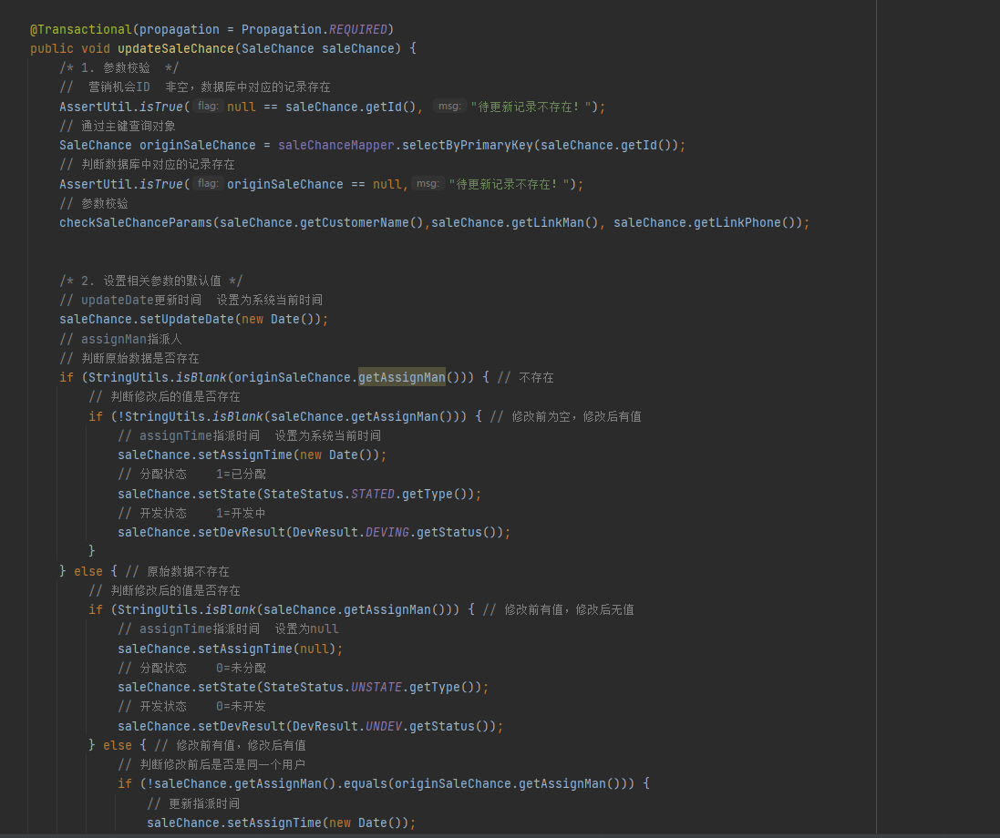 @Transactional(propagation = Propagation.REQUIRED)
public void updateSaleChance(SaleChance saleChance) {
/* 1. 参数校验  */
//  营销机会ID  非空，数据库中对应的记录存在
AssertUtil.isTrue( flag: null == saleChance.getId(), msg: "待更新记录不存在！");
// 通过主键查询对象
SaleChance originSaleChance = saleChanceMapper.selectByPrimaryKey(saleChance.getId());
// 判断数据库中对应的记录存在
AssertUtil.isTrue( flag: originSaleChance == null, msg: "待更新记录不存在！");
// 参数校验
checkSaleChanceParams(saleChance.getCustomerName(),saleChance.getLinkMan(), saleChance.getLinkPhone());
/* 2. 设置相关参数的默认值 */
// updateDate更新时间  设置为系统当前时间
saleChance.setUpdateDate(new Date());
// assignMan指派人
// 判断原始数据是否存在
if (StringUtils.isBlank(originSaleChance.getAssignMan())) { // 不存在
// 判断修改后的值是否存在
if (!StringUtils.isBlank(saleChance.getAssignMan())) { // 修改前为空，修改后有值
// assignTime指派时间  设置为系统当前时间
saleChance.setAssignTime(new Date());
// 分配状态    1=已分配
saleChance.setState(StateStatus.STATED.getType());
// 开发状态    1=开发中
saleChance.setDevResult(DevResult.DEVING.getStatus());
}
} else { // 原始数据不存在
// 判断修改后的值是否存在
if (StringUtils.isBlank(saleChance.getAssignMan())) { // 修改前有值，修改后无值
// assignTime指派时间  设置为null
saleChance.setAssignTime(null);
// 分配状态    0=未分配
saleChance.setState(StateStatus.UNSTATE.getType());
// 开发状态    0=未开发
saleChance.setDevResult(DevResult.UNDEV.getStatus());
} else { // 修改前有值，修改后有值
// 判断修改前后是否是同一个用户
if (!saleChance.getAssignMan().equals(originSaleChance.getAssignMan())) {
// 更新指派时间
saleChance.setAssignTime(new Date());